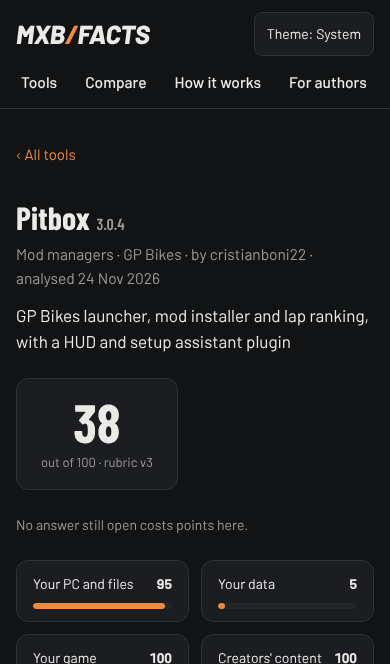 MXB/FACTS
Theme: System
Tools Compare How it works For authors
‹ All tools
Pitbox 3.0.4
Mod managers · GP Bikes · by cristianboni22 ·
analysed 24 Nov 2026
GP Bikes launcher, mod installer and lap ranking,
with a HUD and setup assistant plugin
38
out of 100 · rubric v3
No answer still open costs points here.
Your PC and files 95
Your data 5
Your game 100
Creators' content 100